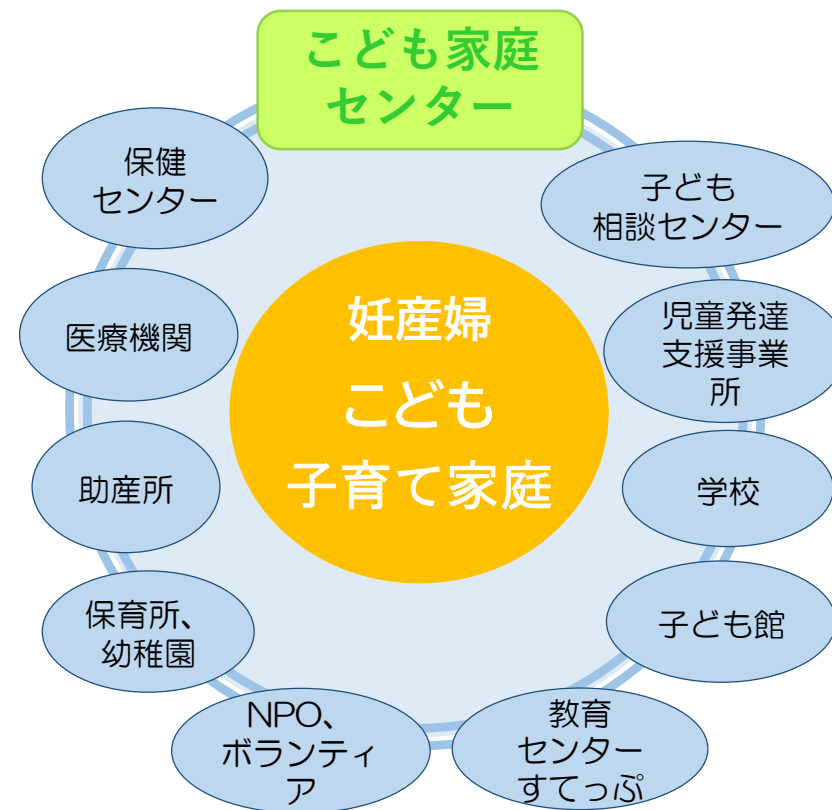 こども家庭
センター
保健
センター
子ども
相談センター
妊産婦
こども
子育て家庭
医療機関
児童発達
支援事業
所
助産所
学校
保育所、
幼稚園
子ども館
NPO、
ボランティ
ア
教育
センター
すてっぷ